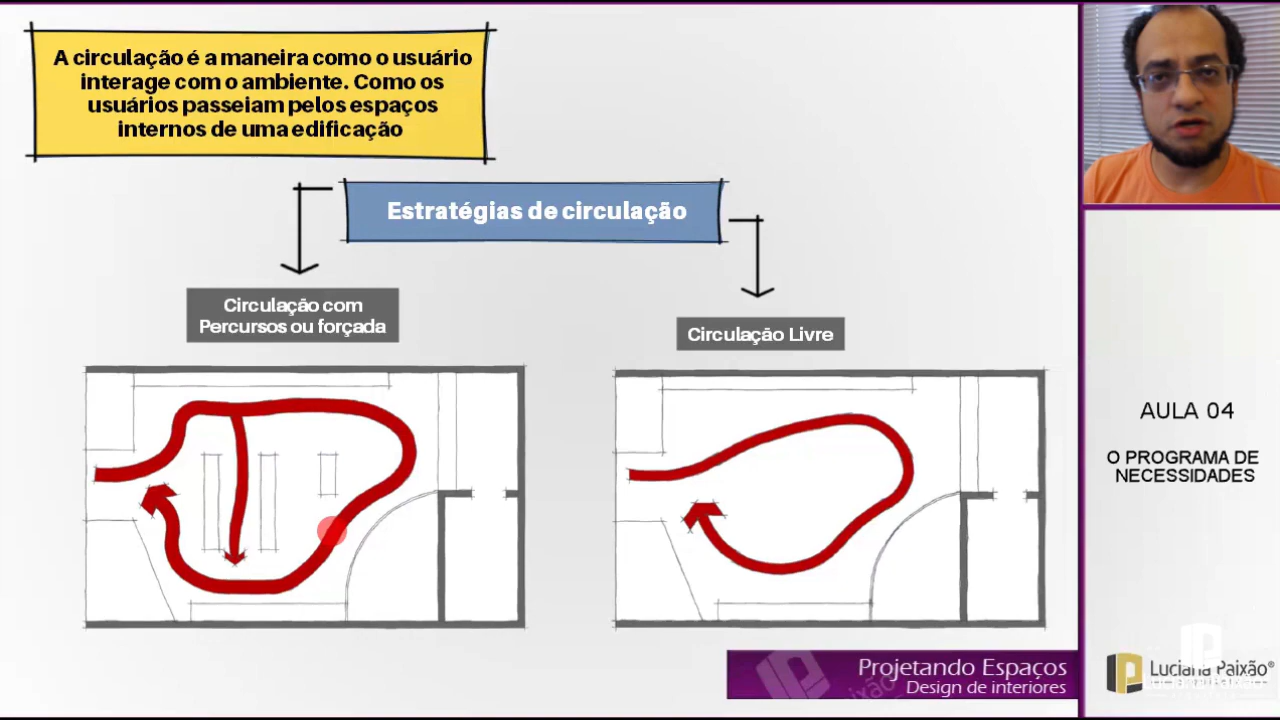 A circulação é a maneira como o usuário
interage com o ambiente. Como os
usuários passeiam pelos espaços
internos de uma edificação
Estratégias de circulação
Circulação com
Percursos ou forçada
Circulação Livre
AULA 04
O PROGRAMA DE
NECESSIDADES
Projetando Espaços
Design de interiores
Luciana Paixão®